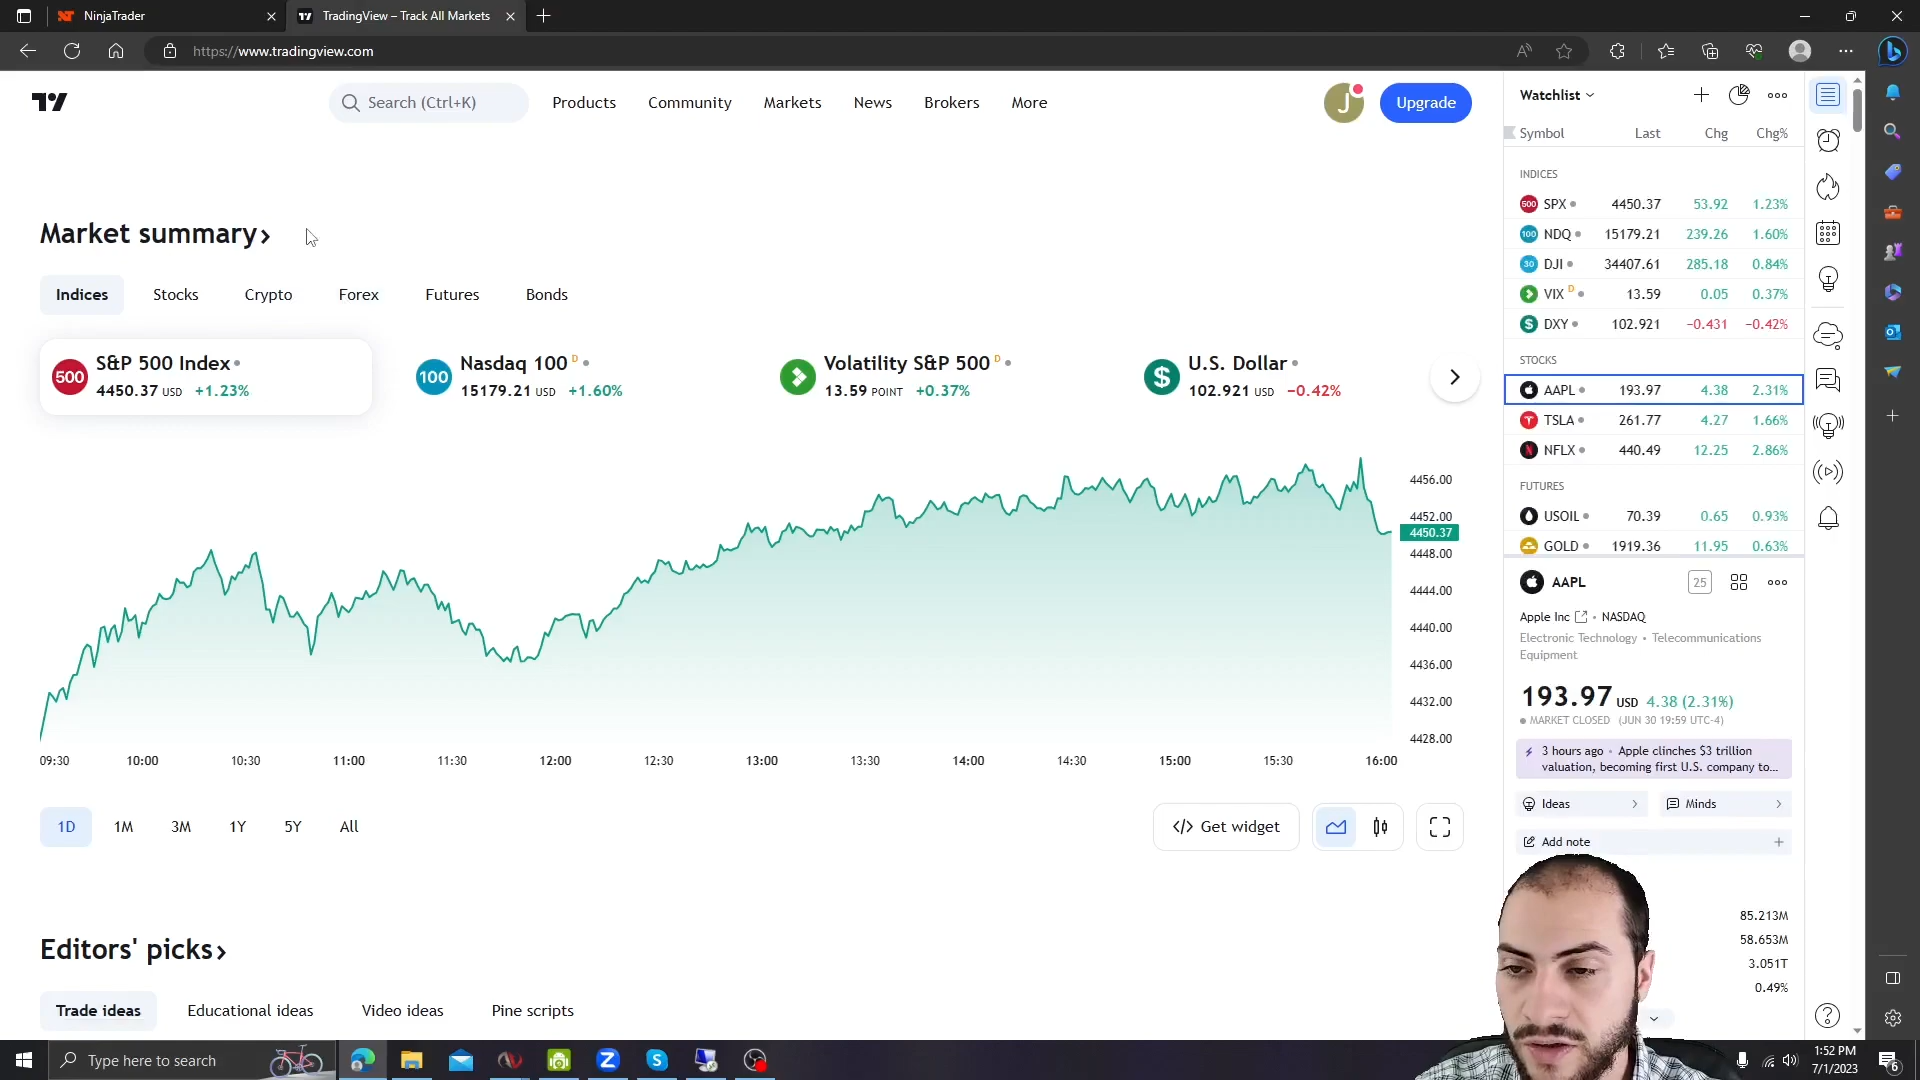 NinjaTrader
TradingView – Track All Markets
https://www.tradingview.com
Search (Ctrl+K)
Products
Community
Markets
News
Brokers
More
J
Upgrade
Market summary
Indices
Stocks
Crypto
Forex
Futures
Bonds
500
S&P 500 Index
4450.37 USD +1.23%
100
Nasdaq 100 D
15179.21 USD +1.60%
Volatility S&P 500 D
13.59 POINT +0.37%
$
U.S. Dollar
102.921 USD −0.42%
4456.00
4452.00
4450.37
4448.00
4444.00
4440.00
4436.00
4432.00
4428.00
09:30 10:00 10:30 11:00 11:30 12:00 12:30 13:00 13:30 14:00 14:30 15:00 15:30 16:00
1D
1M
3M
1Y
5Y
All
Get widget
Editors' picks
Trade ideas
Educational ideas
Video ideas
Pine scripts
Watchlist
Symbol Last Chg Chg%
INDICES
500 SPX 4450.37 53.92 1.23%
100 NDQ 15179.21 239.26 1.60%
30 DJI 34407.61 285.18 0.84%
VIX D 13.59 0.05 0.37%
$ DXY 102.921 −0.431 −0.42%
STOCKS
AAPL 193.97 4.38 2.31%
TSLA 261.77 4.27 1.66%
NFLX 440.49 12.25 2.86%
FUTURES
USOIL 70.39 0.65 0.93%
GOLD 1919.36 11.95 0.63%
AAPL
25
Apple Inc • NASDAQ
Electronic Technology • Telecommunications
Equipment
193.97 USD 4.38 (2.31%)
MARKET CLOSED (JUN 30 19:59 UTC-4)
3 hours ago • Apple clinches $3 trillion
valuation, becoming first U.S. company to...
Ideas
Minds
Add note
85.213M
58.653M
3.051T
0.49%
Type here to search
1:52 PM
7/1/2023
6